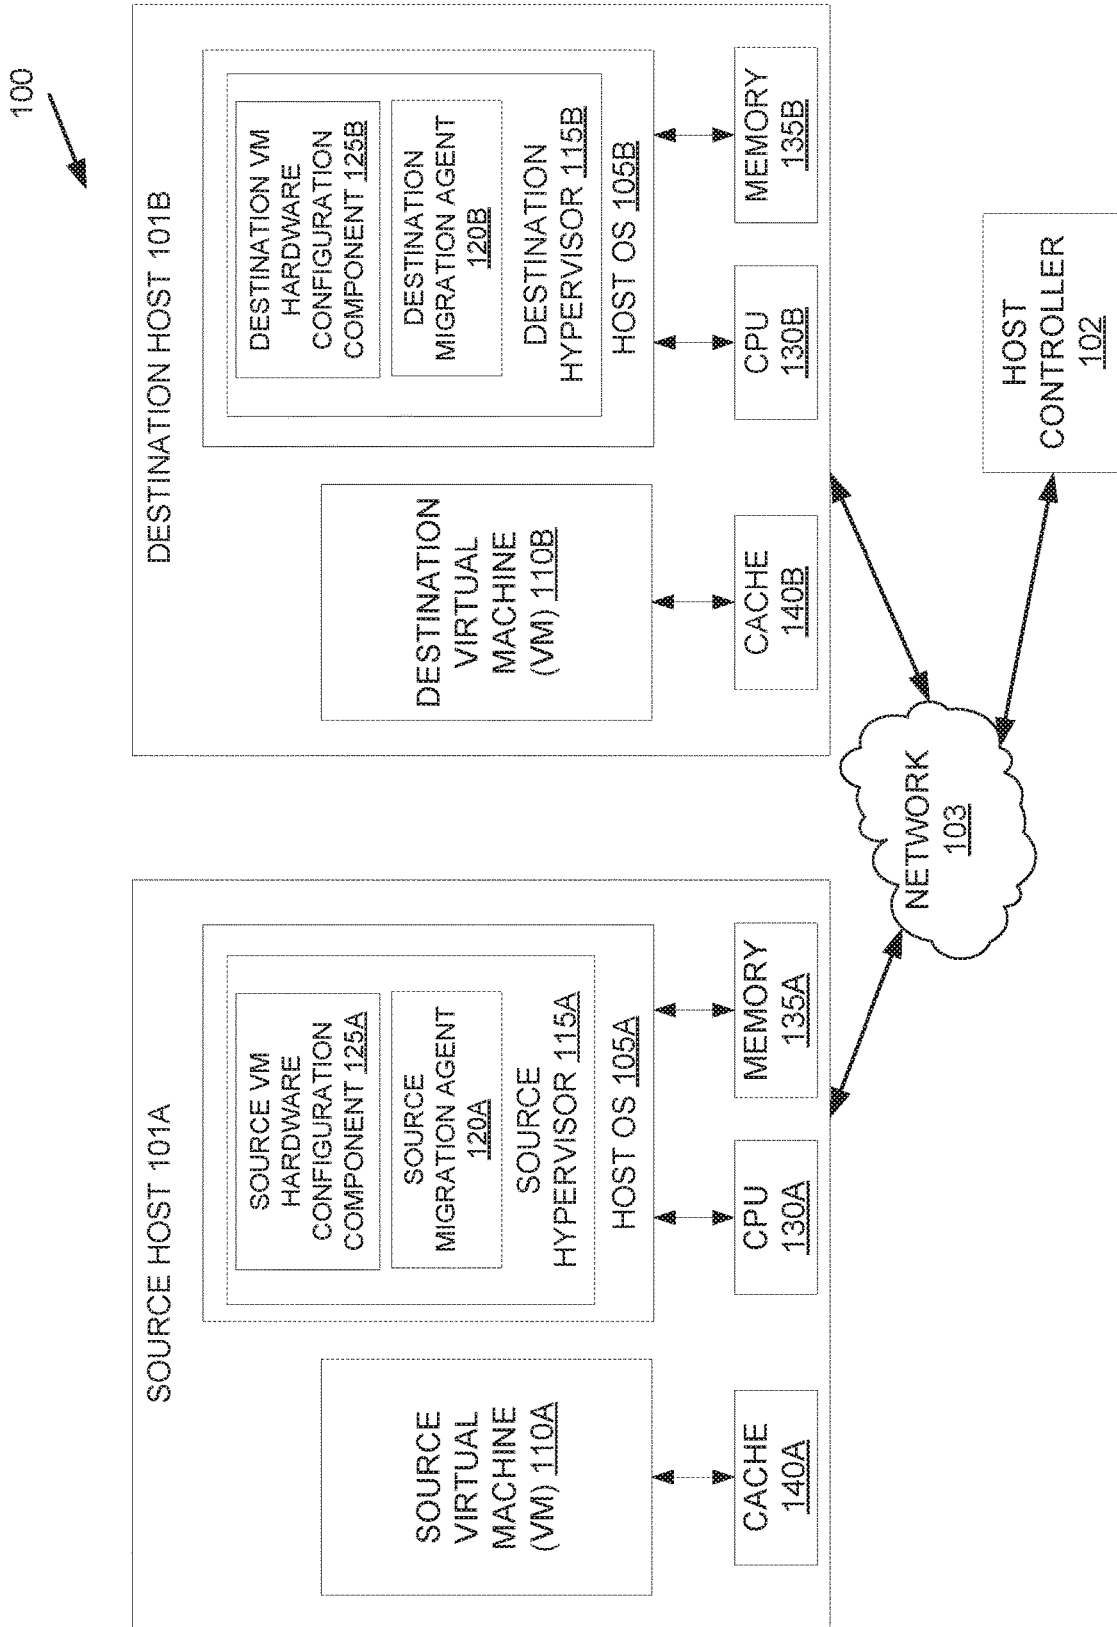 100
SOURCE HOST 101A
SOURCE VM
HARDWARE
CONFIGURATION
COMPONENT 125A
SOURCE
MIGRATION AGENT
120A
SOURCE
HYPERVISOR 115A
HOST OS 105A
SOURCE
VIRTUAL
MACHINE
(VM) 110A
CACHE
140A
CPU
130A
MEMORY
135A
DESTINATION HOST 101B
DESTINATION VM
HARDWARE
CONFIGURATION
COMPONENT 125B
DESTINATION
MIGRATION AGENT
120B
DESTINATION
HYPERVISOR 115B
HOST OS 105B
DESTINATION
VIRTUAL
MACHINE
(VM) 110B
CACHE
140B
CPU
130B
MEMORY
135B
NETWORK
103
HOST
CONTROLLER
102